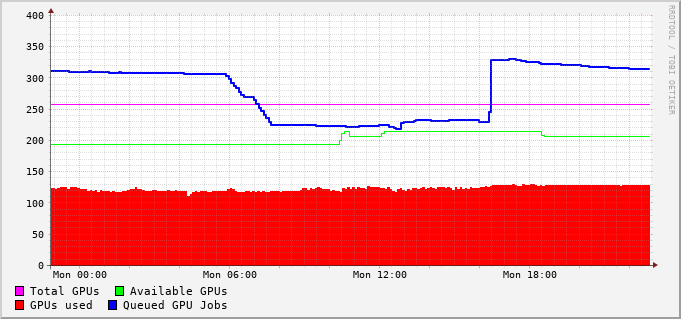 400
350
300
250
200
150
100
50
0
Mon 00:00 Mon 06:00 Mon 12:00 Mon 18:00
Total GPUs Available GPUs
GPUs used Queued GPU Jobs
RRDTOOL / TOBI OETIKER